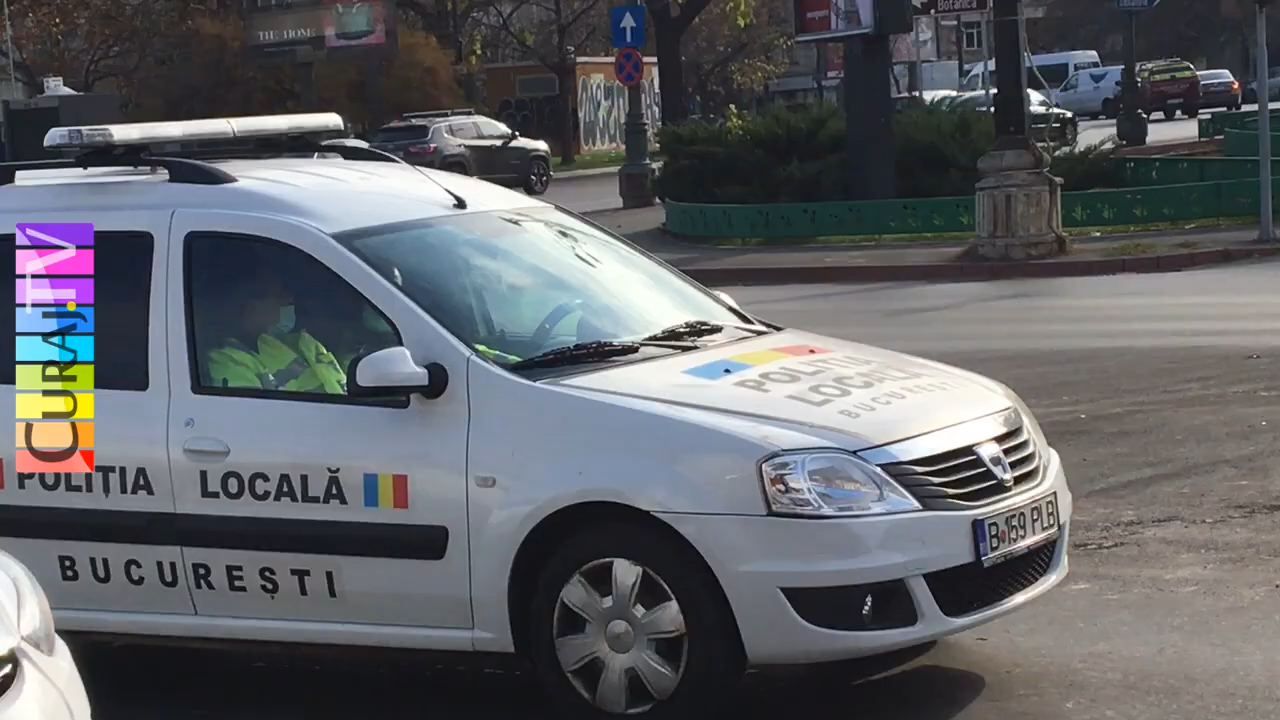 THE HOME
Botanica
CURAJ.TV
POLIȚIA LOCALĂ
BUCUREȘTI
POLIȚIA
LOCALĂ
BUCUREȘTI
B 159 PLB